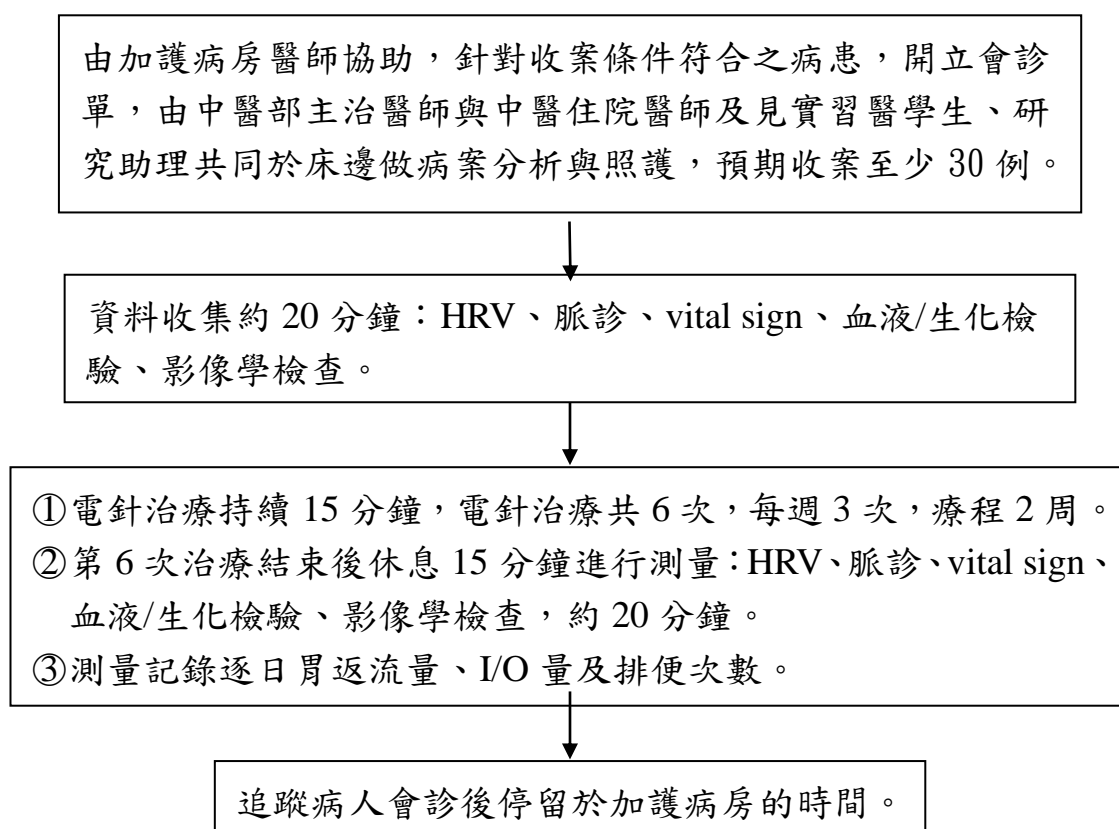 由加護病房醫師協助，針對收案條件符合之病患，開立會診
單，由中醫部主治醫師與中醫住院醫師及見實習醫學生、研
究助理共同於床邊做病案分析與照護，預期收案至少 30 例。
資料收集約 20 分鐘：HRV、脈診、vital sign、血液/生化檢
驗、影像學檢查。
①電針治療持續 15 分鐘，電針治療共 6 次，每週 3 次，療程 2 周。
②第 6 次治療結束後休息 15 分鐘進行測量：HRV、脈診、vital sign、
血液/生化檢驗、影像學檢查，約 20 分鐘。
③測量記錄逐日胃返流量、I/O 量及排便次數。
追蹤病人會診後停留於加護病房的時間。